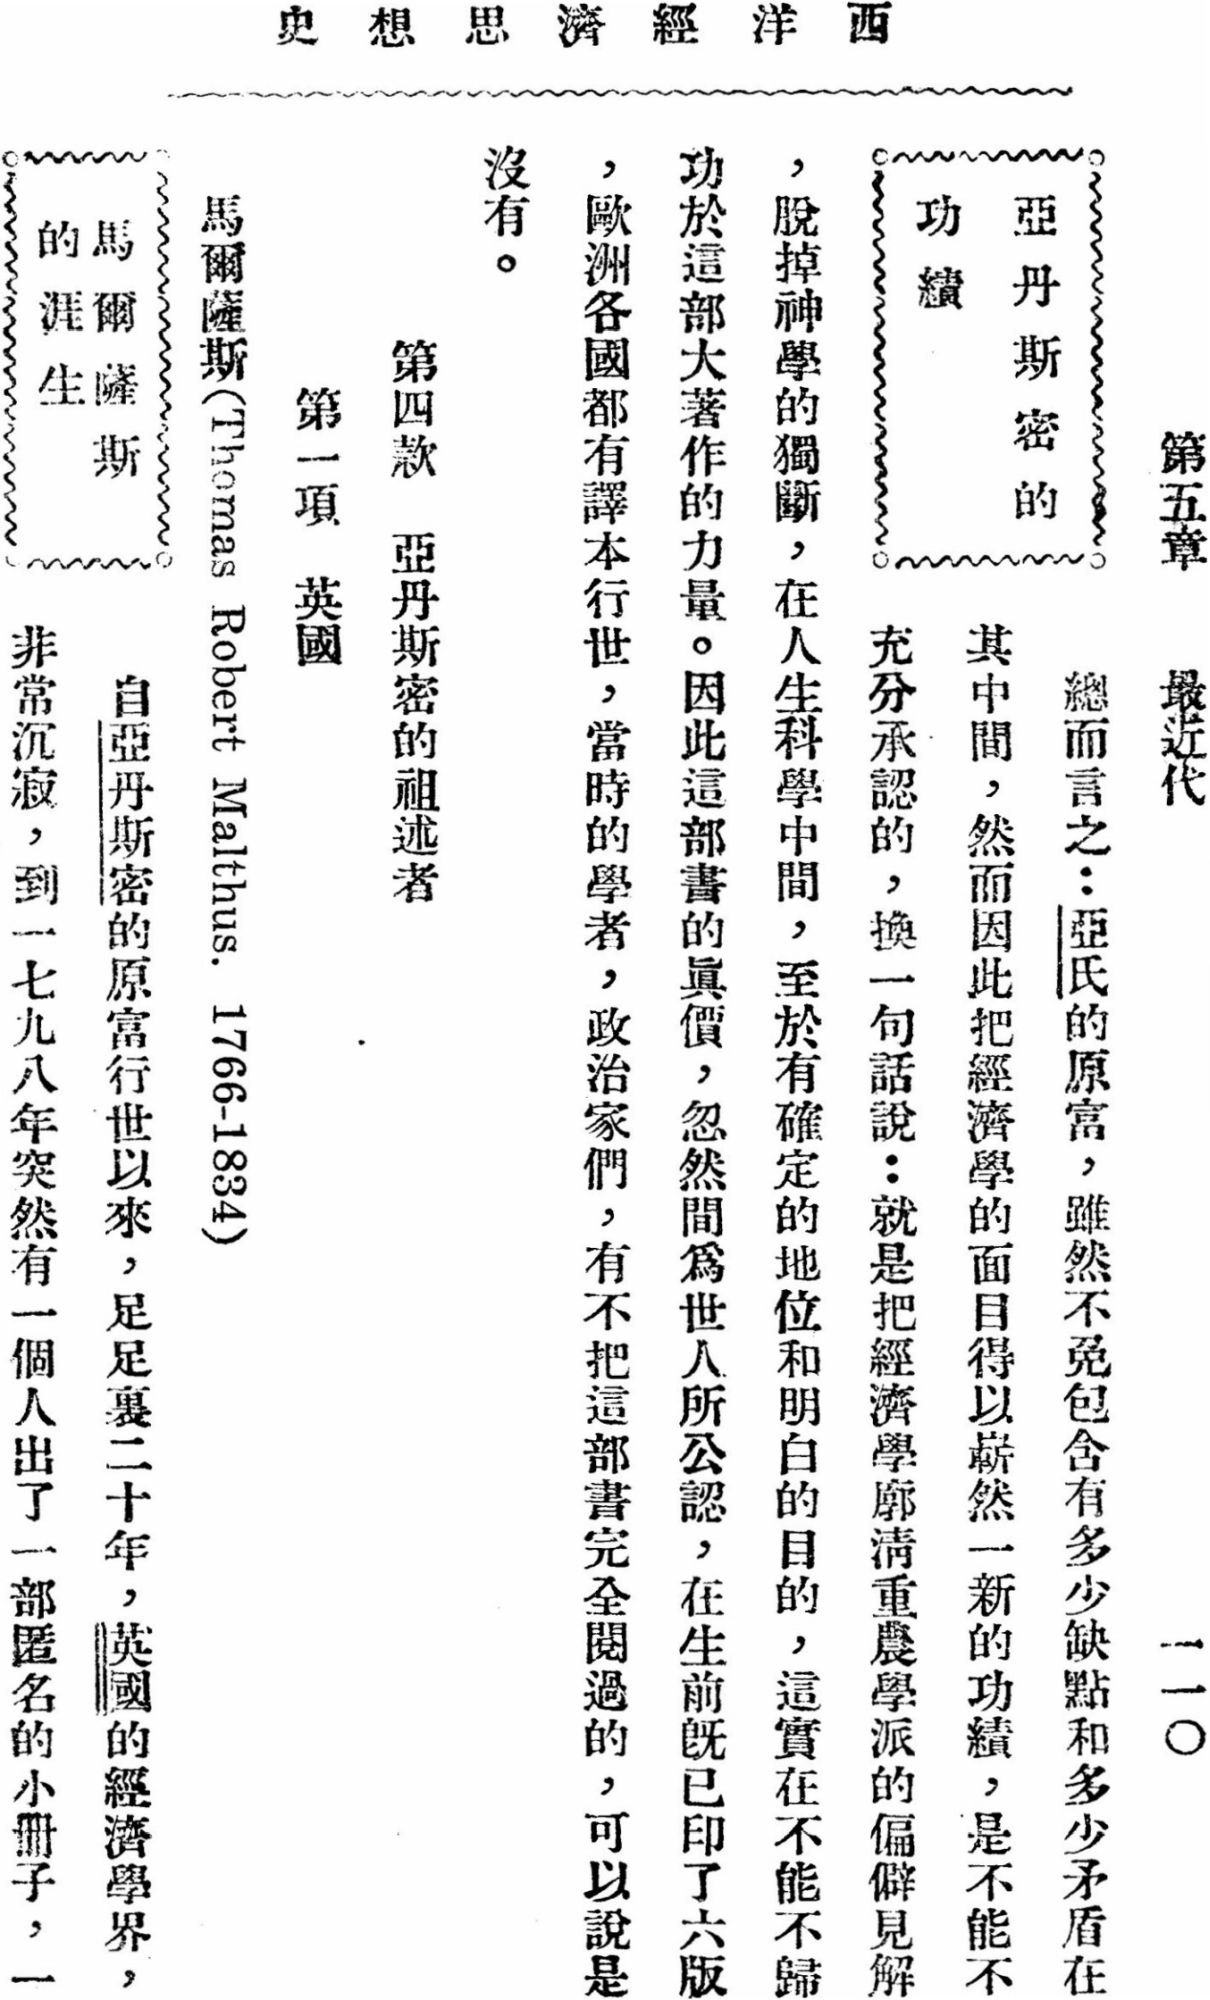 西洋經濟思想史
第五章　最近代　二一〇
亞丹斯密的
功績
總而言之：亞氏的原富，雖然不免包含有多少缺點和多少矛盾在
其中間，然而因此把經濟學的面目得以嶄然一新的功績，是不能不
充分承認的，換一句話說：就是把經濟學廓清重農學派的偏僻見解
，脫掉神學的獨斷，在人生科學中間，至於有確定的地位和明白的目的，這實在不能不歸
功於這部大著作的力量。因此這部書的眞價，忽然間爲世人所公認，在生前旣已印了六版
，歐洲各國都有譯本行世，當時的學者，政治家們，有不把這部書完全閱過的，可以說是
沒有。
第四款　亞丹斯密的祖述者
第一項　英國
馬爾薩斯(Thomas Robert Malthus. 1766-1834)
馬爾薩斯
的涯生
自亞丹斯密的原富行世以來，足足裏二十年，英國的經濟學界，
非常沉寂，到一七九八年突然有一個人出了一部匿名的小冊子，一